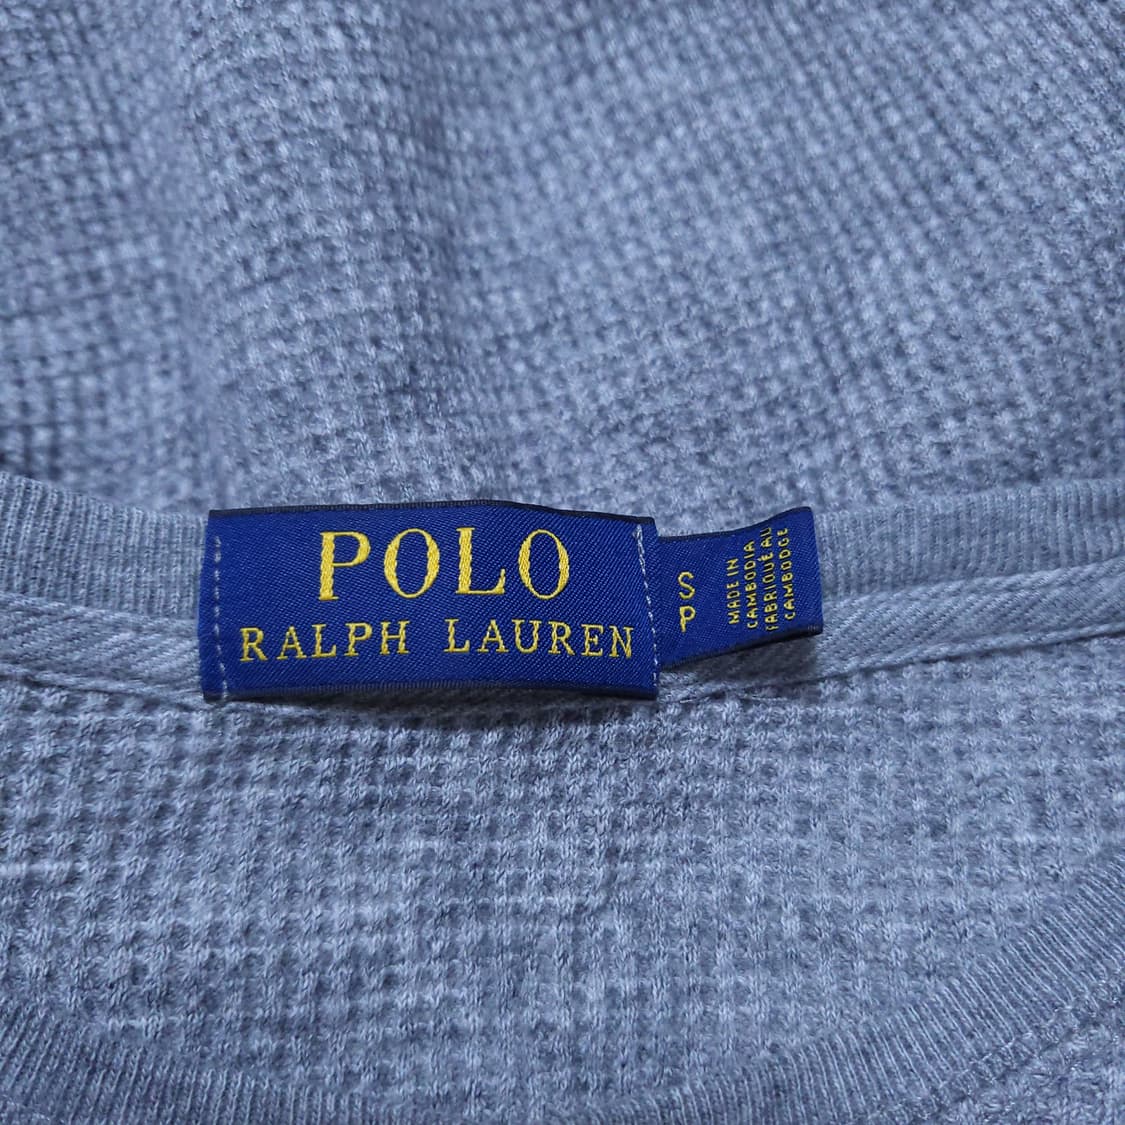 POLO
RALPH LAUREN
S
P
MADE IN
CAMBODIA
FABRIQUÉ AU
CAMBODGE